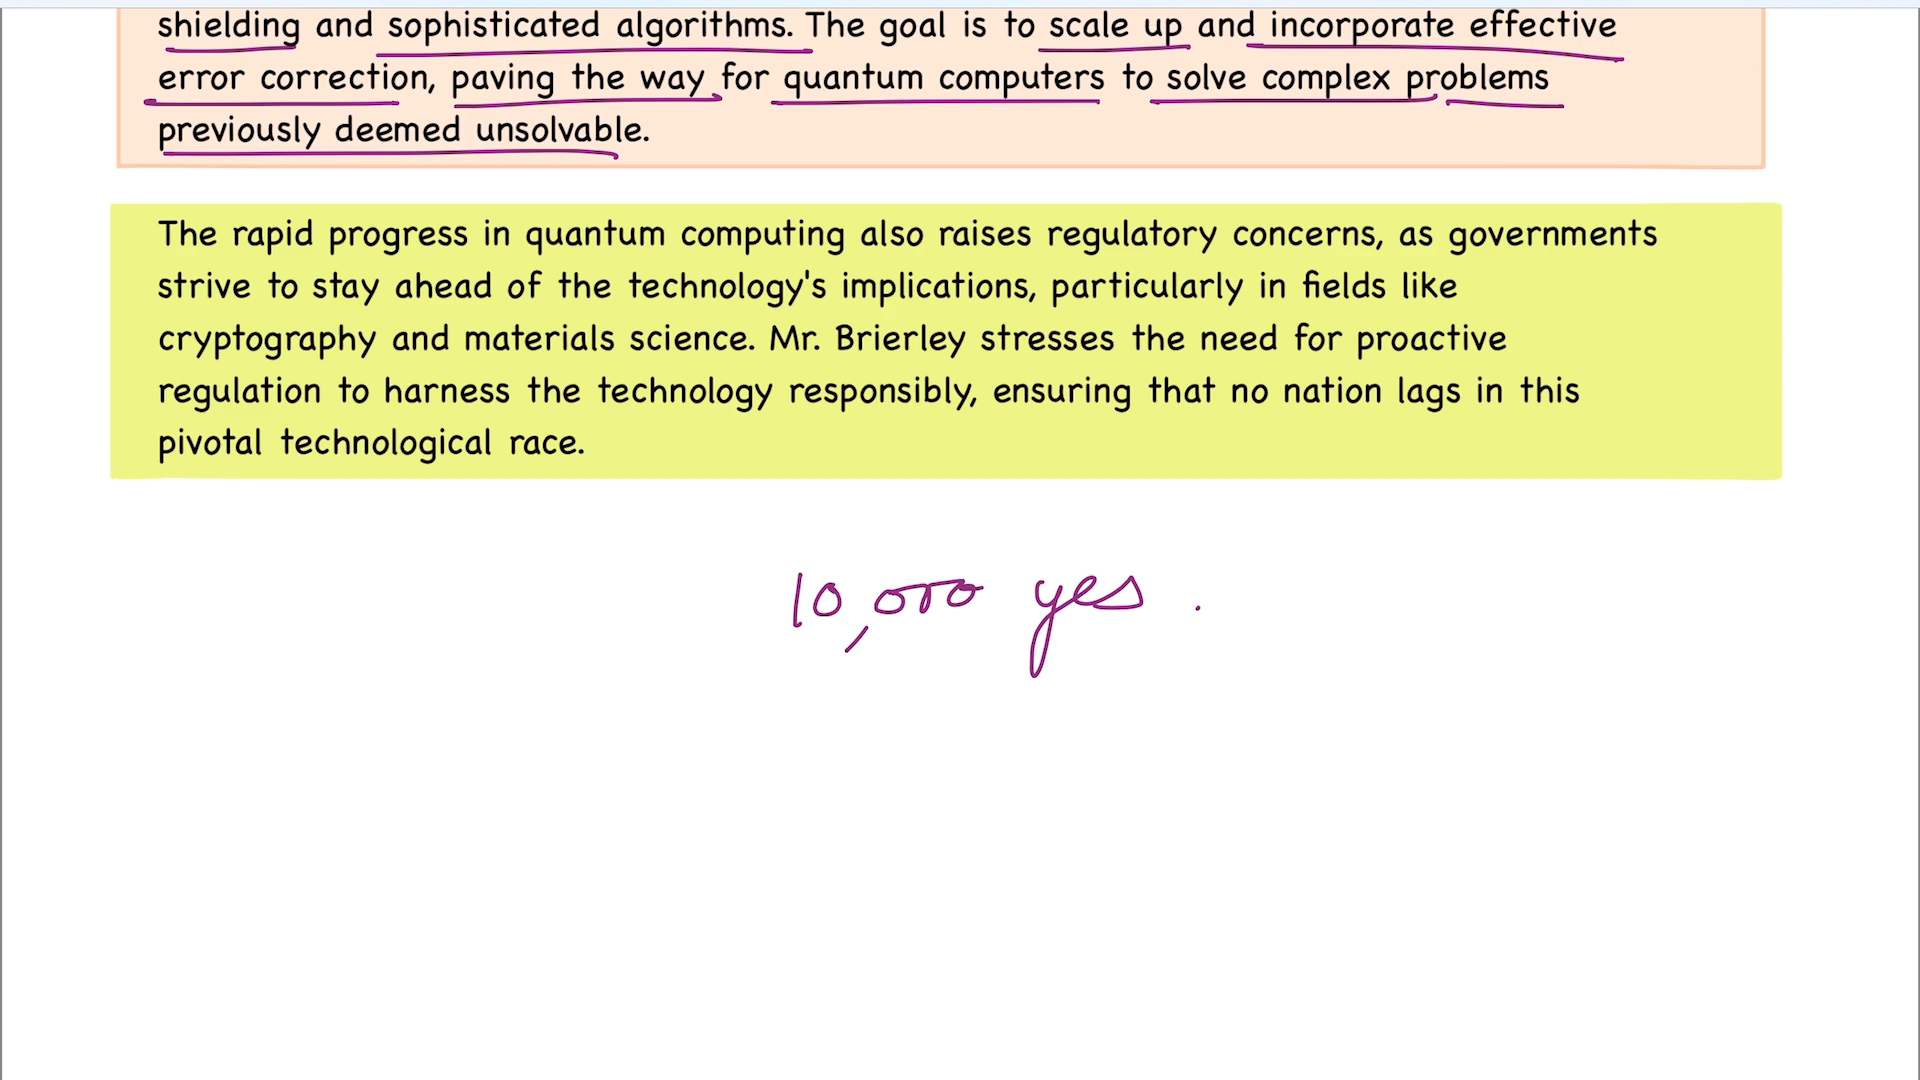 shielding and sophisticated algorithms. The goal is to scale up and incorporate effective
error correction, paving the way for quantum computers to solve complex problems
previously deemed unsolvable.
The rapid progress in quantum computing also raises regulatory concerns, as governments
strive to stay ahead of the technology's implications, particularly in fields like
cryptography and materials science. Mr. Brierley stresses the need for proactive
regulation to harness the technology responsibly, ensuring that no nation lags in this
pivotal technological race.
10,000 yes .